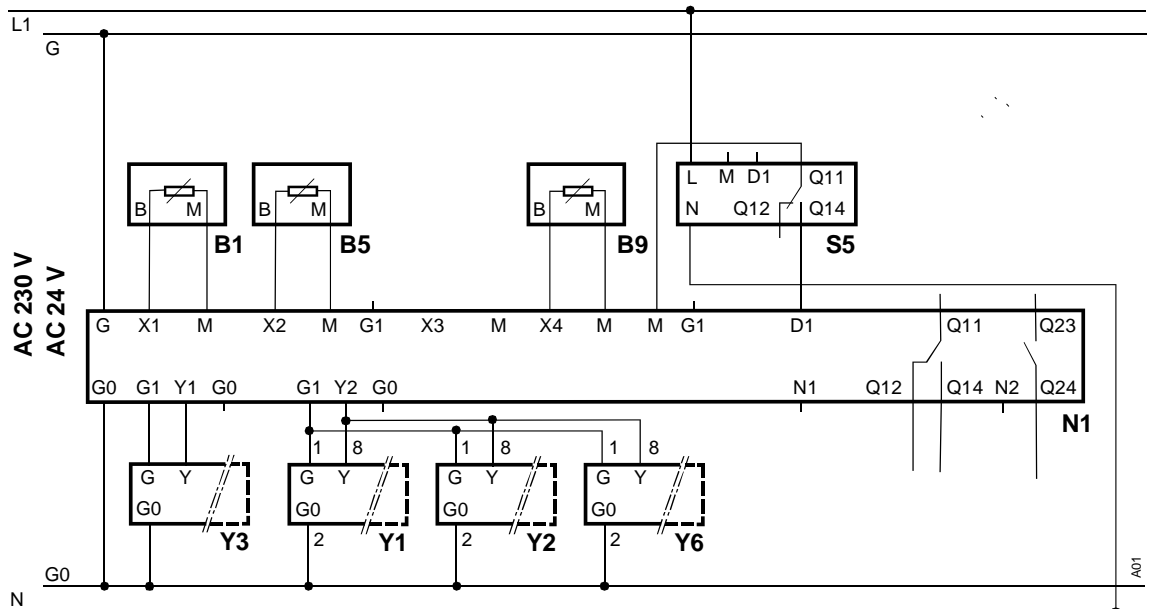 L1
G
AC 230 V
AC 24 V
B M
B1
B M
B5
B M
B9
L M D1 Q11
N Q12 Q14
S5
G X1 M X2 M G1 X3 M X4 M M G1 D1 Q11 Q23
G0 G1 Y1 G0 G1 Y2 G0 N1 Q12 Q14 N2 Q24
N1
1 8 1 8 1 8
G Y G Y G Y G Y
G0 G0 G0 G0
Y3 2 Y1 2 Y2 2 Y6
G0
N
A01